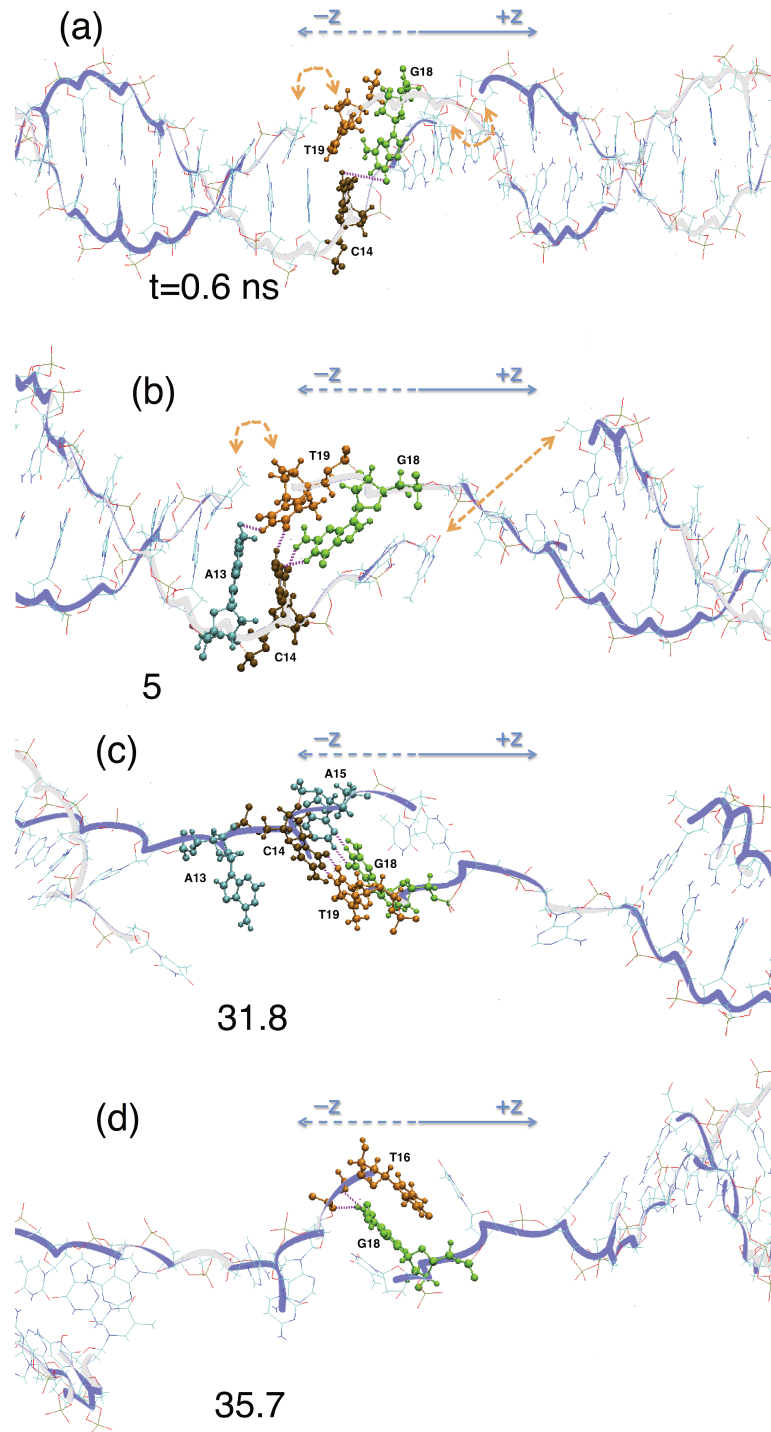 (a)
−z +z
G18
T19
C14
t=0.6 ns
(b)
−z +z
T19
G18
A13
C14
5
(c)
−z +z
A15
C14
G18
A13
T19
31.8
(d)
−z +z
T16
G18
35.7